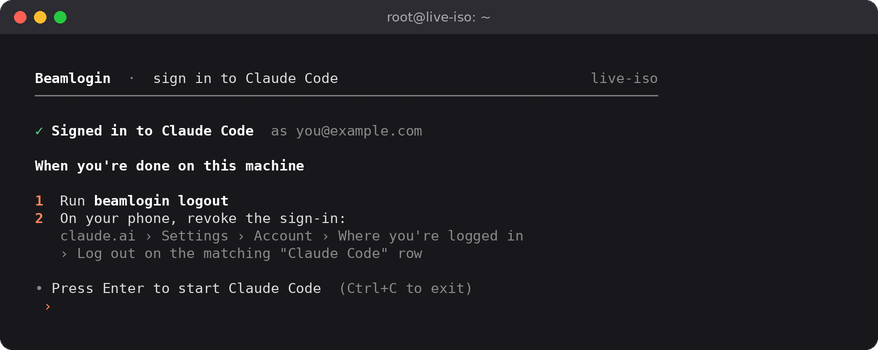 root@live-iso: ~
Beamlogin · sign in to Claude Code live-iso
✓ Signed in to Claude Code as you@example.com
When you're done on this machine
1 Run beamlogin logout
2 On your phone, revoke the sign-in:
claude.ai › Settings › Account › Where you're logged in
› Log out on the matching "Claude Code" row
• Press Enter to start Claude Code (Ctrl+C to exit)
›